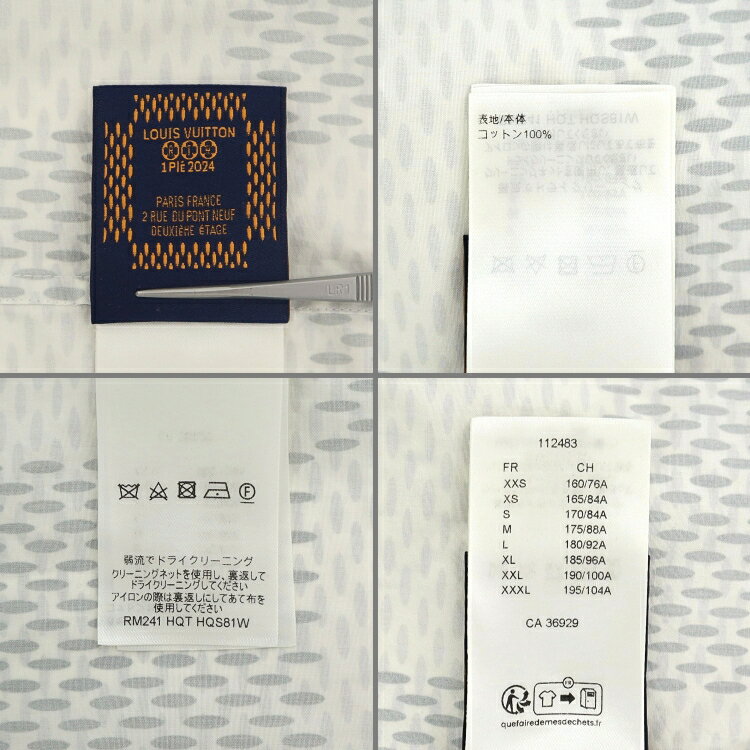 LOUIS VUITTON
1 PIÈ 2024
PARIS FRANCE
2 RUE DU PONT NEUF
DEUXIÈME ÉTAGE
LR1
表地/本体
コットン100%
弱流でドライクリーニング
クリーニングネットを使用し、裏返して
ドライクリーニングしてください
アイロンの際は裏返しにしてあて布を
使用してください
RM241 HQT HQS81W
112483
FR CH
XXS 160/76A
XS 165/84A
S 170/84A
M 175/88A
L 180/92A
XL 185/96A
XXL 190/100A
XXXL 195/104A
CA 36929
FR
quefairedemesdechets.fr